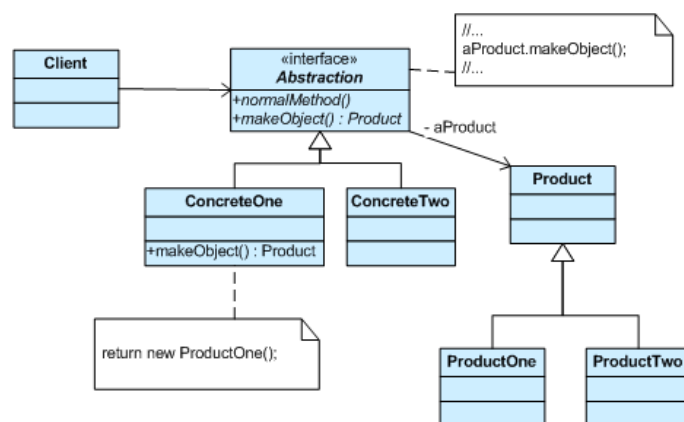 //...
aProduct.makeObject();
//...
Client
«interface»
Abstraction
+normalMethod()
+makeObject() : Product
- aProduct
Product
ConcreteOne
+makeObject() : Product
ConcreteTwo
return new ProductOne();
ProductOne
ProductTwo